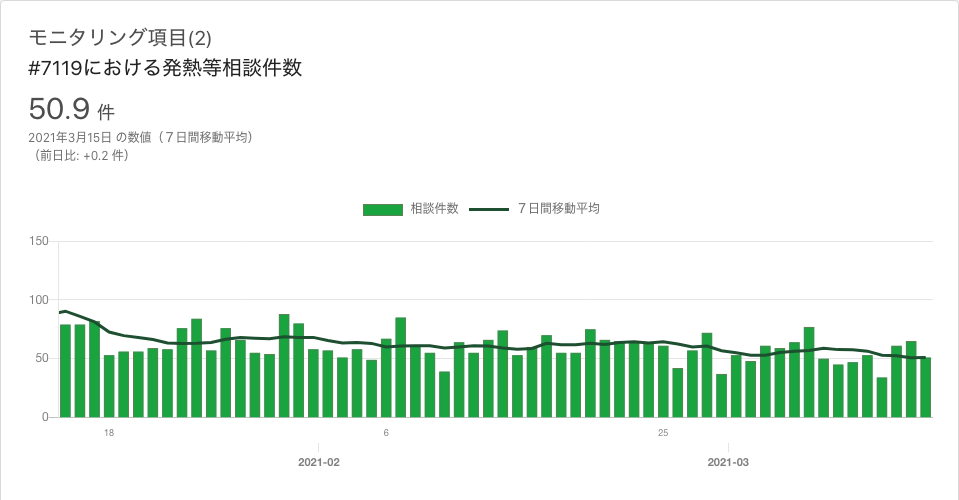 モニタリング項目(2)
#7119における発熱等相談件数
50.9 件
2021年3月15日 の数値（７日間移動平均）
（前日比: +0.2 件）
相談件数 ７日間移動平均
150
100
50
0
18 6 25
2021-02 2021-03